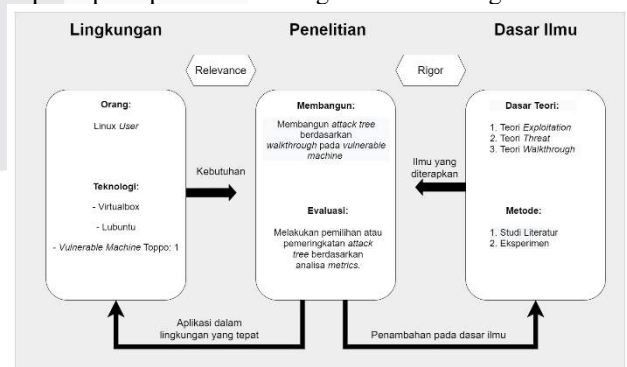 Lingkungan
Penelitian
Dasar Ilmu
Relevance
Rigor
Orang:
Linux User
Teknologi:
- Virtualbox
- Lubuntu
- Vulnerable Machine Toppo: 1
Kebutuhan
Membangun:
Membangun attack tree
berdasarkan
walkthrough pada vulnerable
machine
Evaluasi:
Melakukan pemilihan atau
pemeringkatan attack
tree berdasarkan
analisa metrics.
Ilmu yang
diterapkan
Dasar Teori:
1. Teori Exploitation
2. Teori Threat
3. Teori Walkthrough
Metode:
1. Studi Literatur
2. Eksperimen
Aplikasi dalam
lingkungan yang tepat
Penambahan pada dasar ilmu